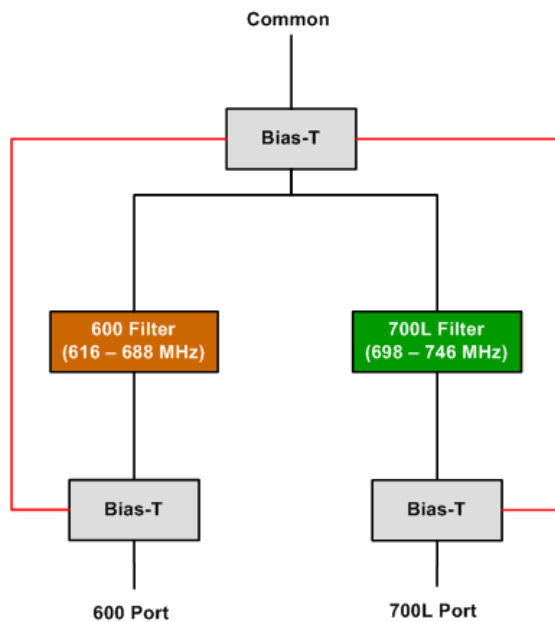 Common
Bias-T
600 Filter
(616 – 688 MHz)
700L Filter
(698 – 746 MHz)
Bias-T
Bias-T
600 Port
700L Port